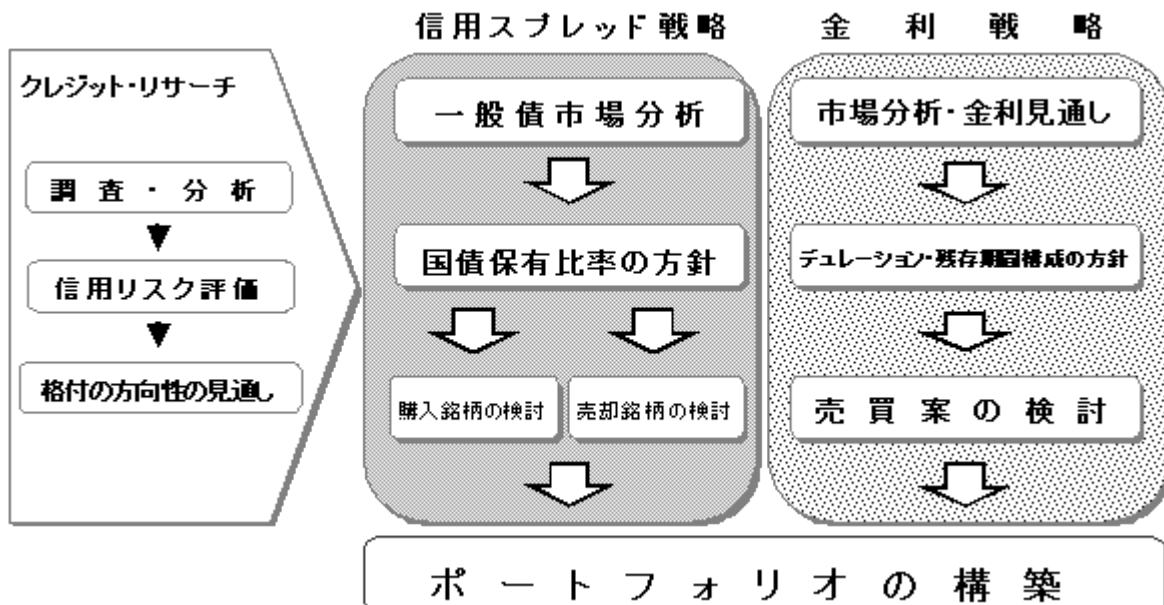 クレジット・リサーチ
調査・分析
信用リスク評価
格付の方向性の見通し
信用スプレッド戦略
一般債市場分析
国債保有比率の方針
購入銘柄の検討
売却銘柄の検討
金利戦略
市場分析・金利見通し
デュレーション・残存期間構成の方針
売買案の検討
ポートフォリオの構築